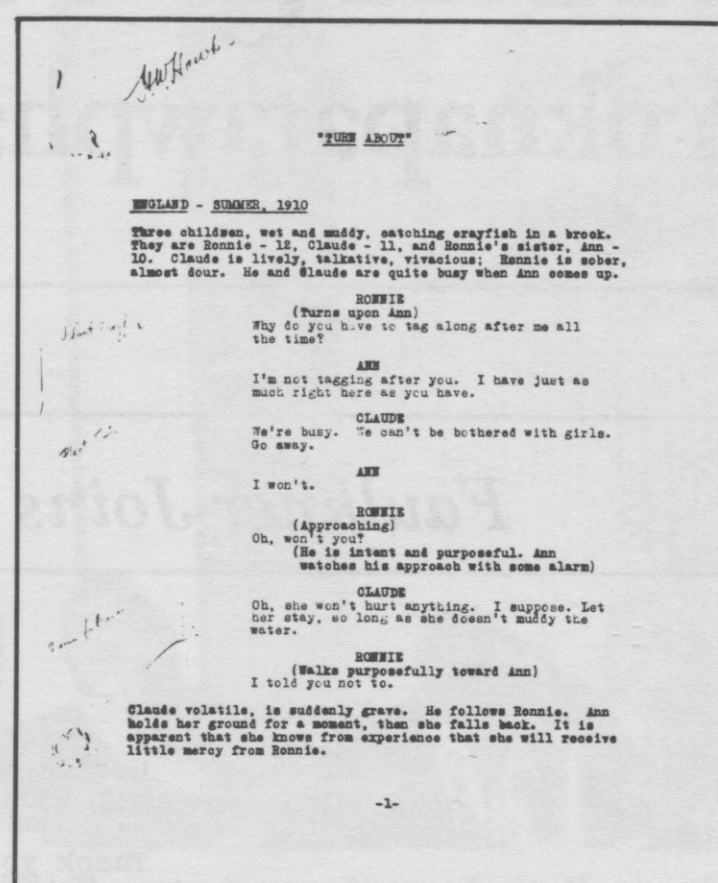 "TURN ABOUT"
ENGLAND - SUMMER, 1910
Three children, wet and muddy, catching crayfish in a brook.
They are Ronnie - 12, Claude - 11, and Ronnie's sister, Ann -
10. Claude is lively, talkative, vivacious; Ronnie is sober,
almost dour. He and Claude are quite busy when Ann comes up.
RONNIE
(Turns upon Ann)
Why do you have to tag along after me all
the time?
ANN
I'm not tagging after you. I have just as
much right here as you have.
CLAUDE
We're busy. We can't be bothered with girls.
Go away.
ANN
I won't.
RONNIE
(Approaching)
Oh, won't you?
(He is intent and purposeful. Ann
watches his approach with some alarm)
CLAUDE
Oh, she won't hurt anything. I suppose. Let
her stay, so long as she doesn't muddy the
water.
RONNIE
(Walks purposefully toward Ann)
I told you not to.
Claude volatile, is suddenly grave. He follows Ronnie. Ann
holds her ground for a moment, then she falls back. It is
apparent that she knows from experience that she will receive
little mercy from Ronnie.
-1-
Faulkner Joins